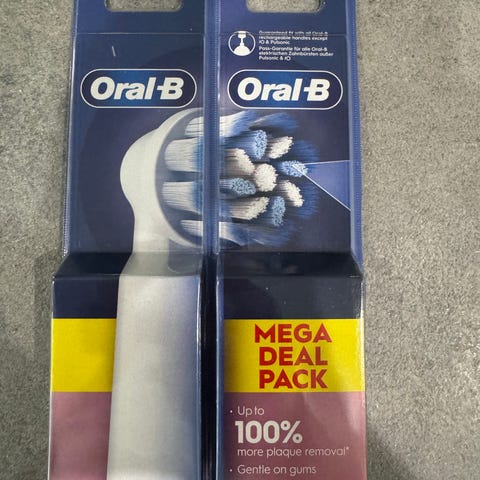 Guaranteed fit with all Oral-B
rechargeable handles except
iO & Pulsonic
Pass-Garantie für alle Oral-B
elektrischen Zahnbürsten außer
Pulsonic & iO
Oral-B
Oral-B
MEGA
DEAL
PACK
· Up to
100%
more plaque removal*
· Gentle on gums